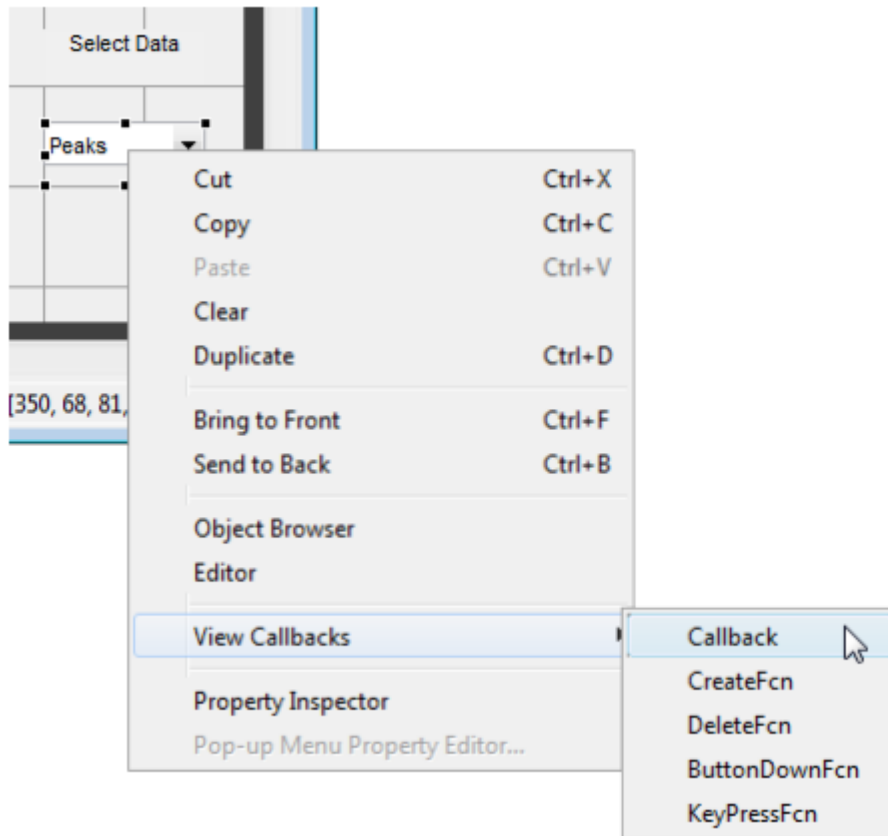 Select Data
Peaks
Cut Ctrl+X
Copy Ctrl+C
Paste Ctrl+V
Clear
Duplicate Ctrl+D
[350, 68, 81,
Bring to Front Ctrl+F
Send to Back Ctrl+B
Object Browser
Editor
View Callbacks
Callback
CreateFcn
Property Inspector
DeleteFcn
Pop-up Menu Property Editor...
ButtonDownFcn
KeyPressFcn